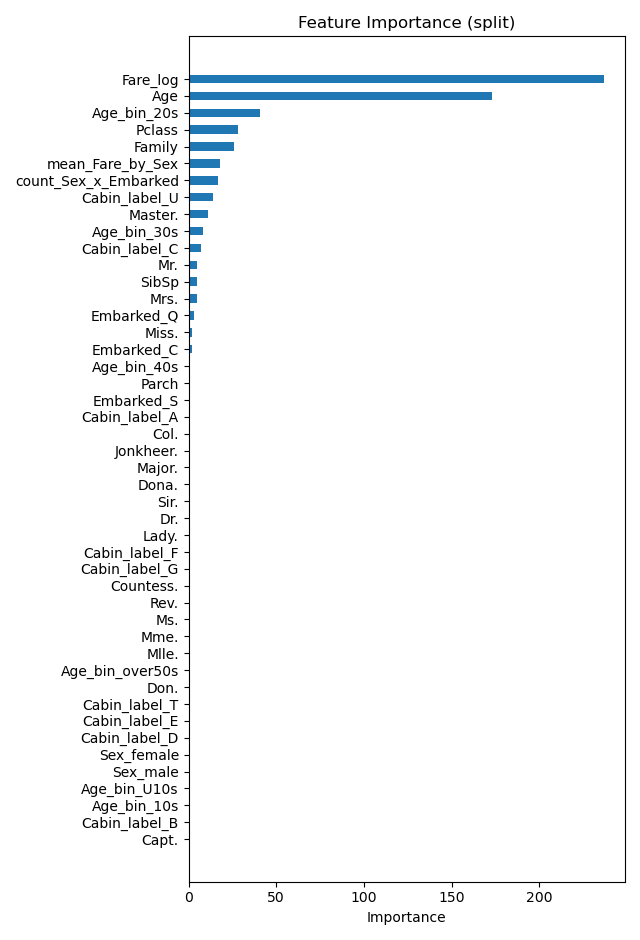 Feature Importance (split)
Fare_log
Age
Age_bin_20s
Pclass
Family
mean_Fare_by_Sex
count_Sex_x_Embarked
Cabin_label_U
Master.
Age_bin_30s
Cabin_label_C
Mr.
SibSp
Mrs.
Embarked_Q
Miss.
Embarked_C
Age_bin_40s
Parch
Embarked_S
Cabin_label_A
Col.
Jonkheer.
Major.
Dona.
Sir.
Dr.
Lady.
Cabin_label_F
Cabin_label_G
Countess.
Rev.
Ms.
Mme.
Mlle.
Age_bin_over50s
Don.
Cabin_label_T
Cabin_label_E
Cabin_label_D
Sex_female
Sex_male
Age_bin_U10s
Age_bin_10s
Cabin_label_B
Capt.
0 50 100 150 200
Importance